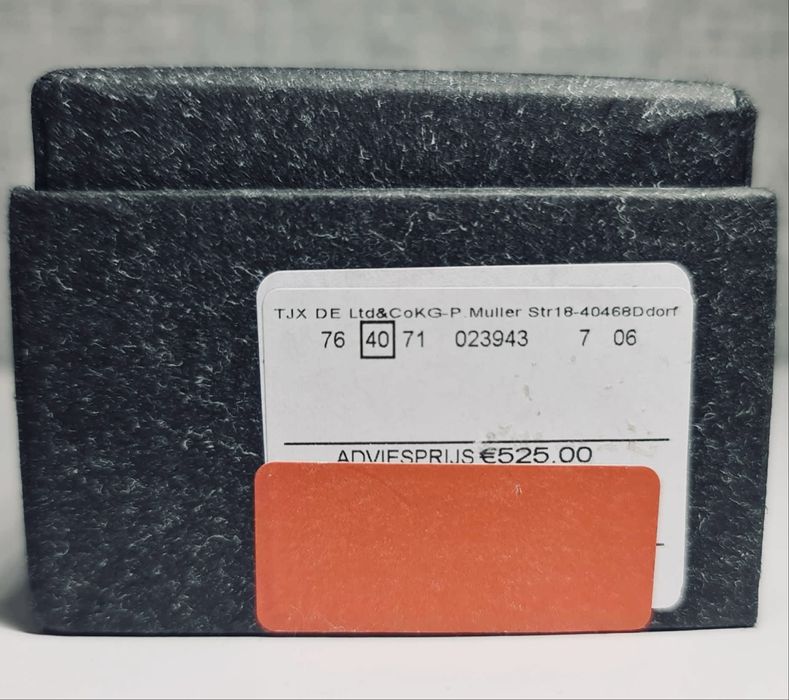 TJX DE Ltd&CoKG-P.Muller Str18-40468Ddorf
76 40 71 023943 7 06
ADVIESPRIJS €525.00